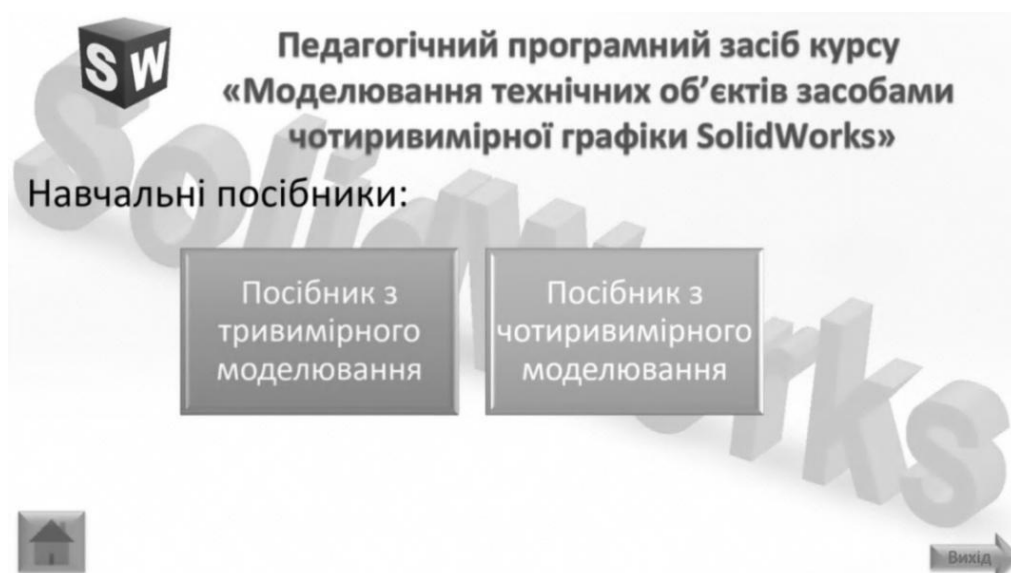 SW
Педагогічний програмний засіб курсу
«Моделювання технічних об’єктів засобами
чотиривимірної графіки SolidWorks»
Навчальні посібники:
SolidWorks
Посібник з
тривимірного
моделювання
Посібник з
чотиривимірного
моделювання
Вихід